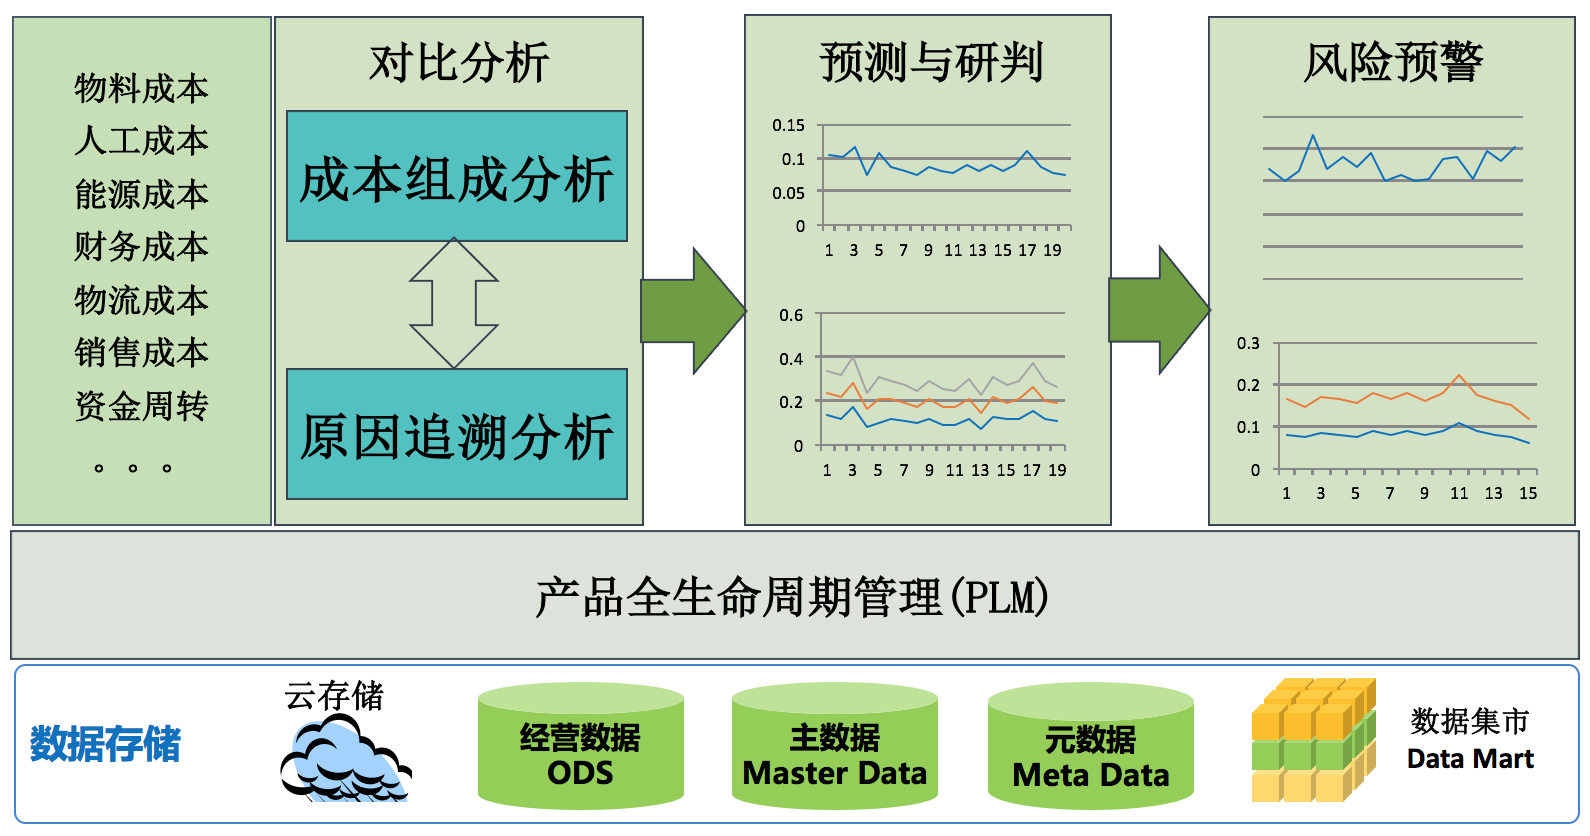 物料成本
人工成本
能源成本
财务成本
物流成本
销售成本
资金周转
。。。
对比分析
成本组成分析
原因追溯分析
预测与研判
0.15
0.1
0.05
0
1 3 5 7 9 11 13 15 17 19
0.6
0.4
0.2
0
1 3 5 7 9 11 13 15 17 19
风险预警
0.3
0.2
0.1
0
1 3 5 7 9 11 13 15
产品全生命周期管理(PLM)
数据存储
云存储
经营数据
ODS
主数据
Master Data
元数据
Meta Data
数据集市
Data Mart